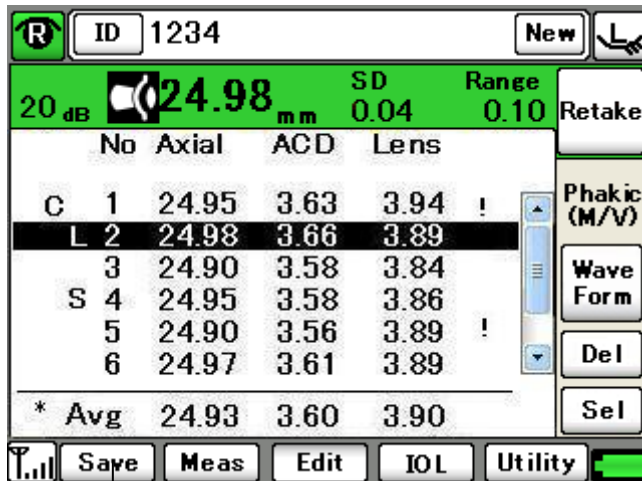 R ID 1234 New
20 dB 24.98 mm SD 0.04 Range 0.10 Retake
No Axial ACD Lens
C 1 24.95 3.63 3.94 !
L 2 24.98 3.66 3.89
3 24.90 3.58 3.84
S 4 24.95 3.58 3.86
5 24.90 3.56 3.89 !
6 24.97 3.61 3.89
* Avg 24.93 3.60 3.90
Phakic
(M/V)
Wave
Form
Del
Sel
Save Meas Edit IOL Utility